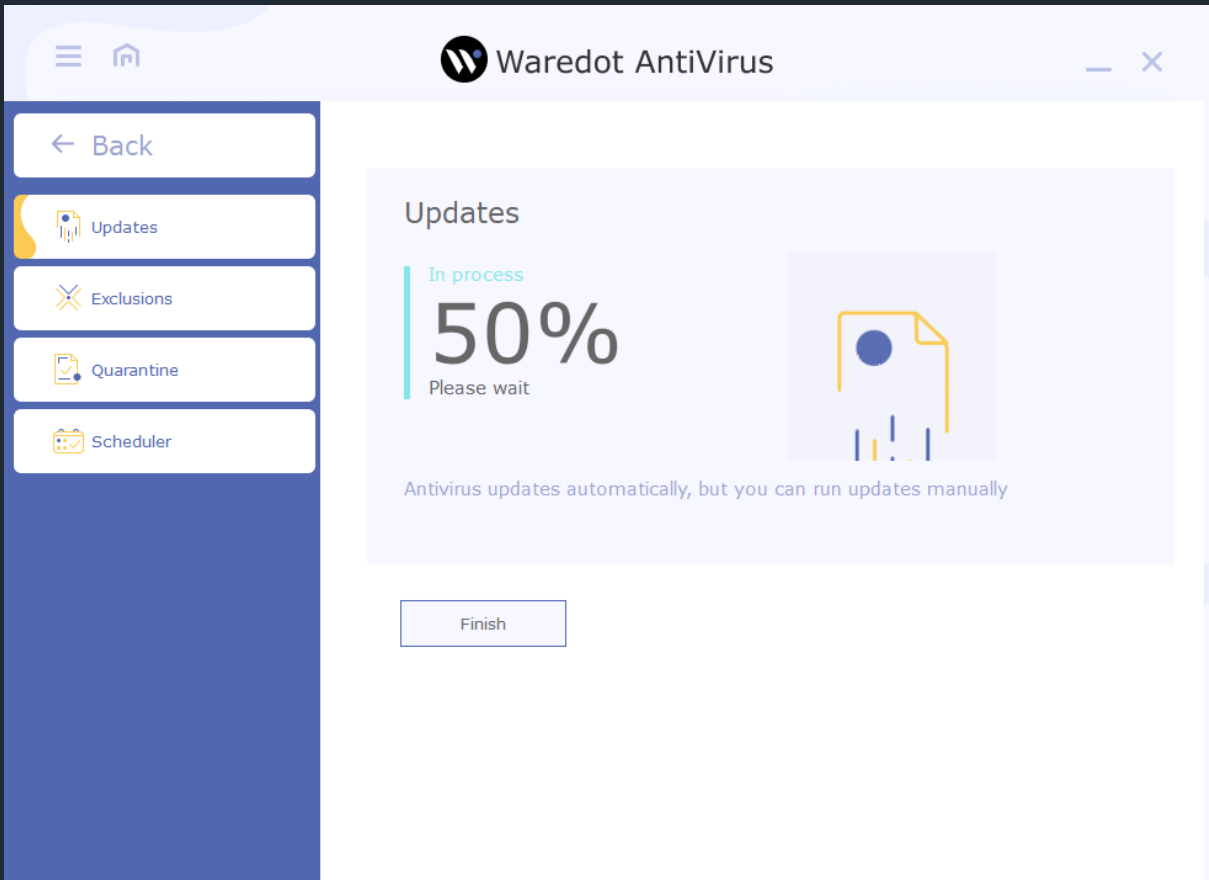 Waredot AntiVirus
Back
Updates
Exclusions
Quarantine
Scheduler
Updates
In process
50%
Please wait
Antivirus updates automatically, but you can run updates manually
Finish